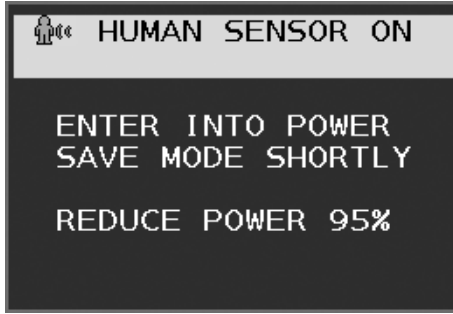 HUMAN SENSOR ON
ENTER INTO POWER
SAVE MODE SHORTLY
REDUCE POWER 95%